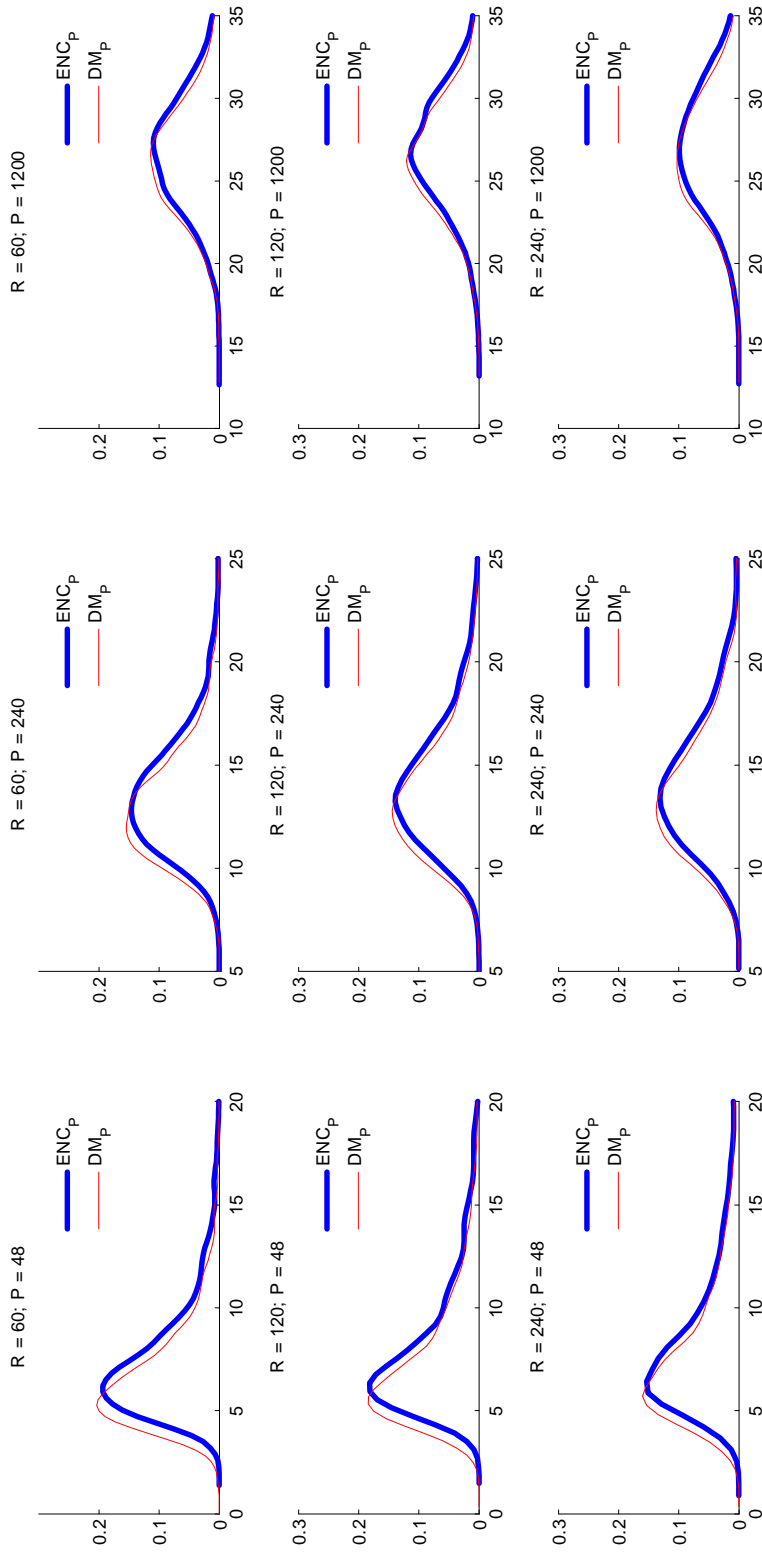 R = 60; P = 48
ENC_P
DM_P
0.2
0.1
0
0 5 10 15 20
R = 60; P = 240
ENC_P
DM_P
0.2
0.1
0
5 10 15 20 25
R = 60; P = 1200
ENC_P
DM_P
0.2
0.1
0
10 15 20 25 30 35
R = 120; P = 48
ENC_P
DM_P
0.3
0.2
0.1
0
0 5 10 15 20
R = 120; P = 240
ENC_P
DM_P
0.3
0.2
0.1
0
5 10 15 20 25
R = 120; P = 1200
ENC_P
DM_P
0.3
0.2
0.1
0
10 15 20 25 30 35
R = 240; P = 48
ENC_P
DM_P
0.3
0.2
0.1
0
0 5 10 15 20
R = 240; P = 240
ENC_P
DM_P
0.3
0.2
0.1
0
5 10 15 20 25
R = 240; P = 1200
ENC_P
DM_P
0.3
0.2
0.1
0
10 15 20 25 30 35